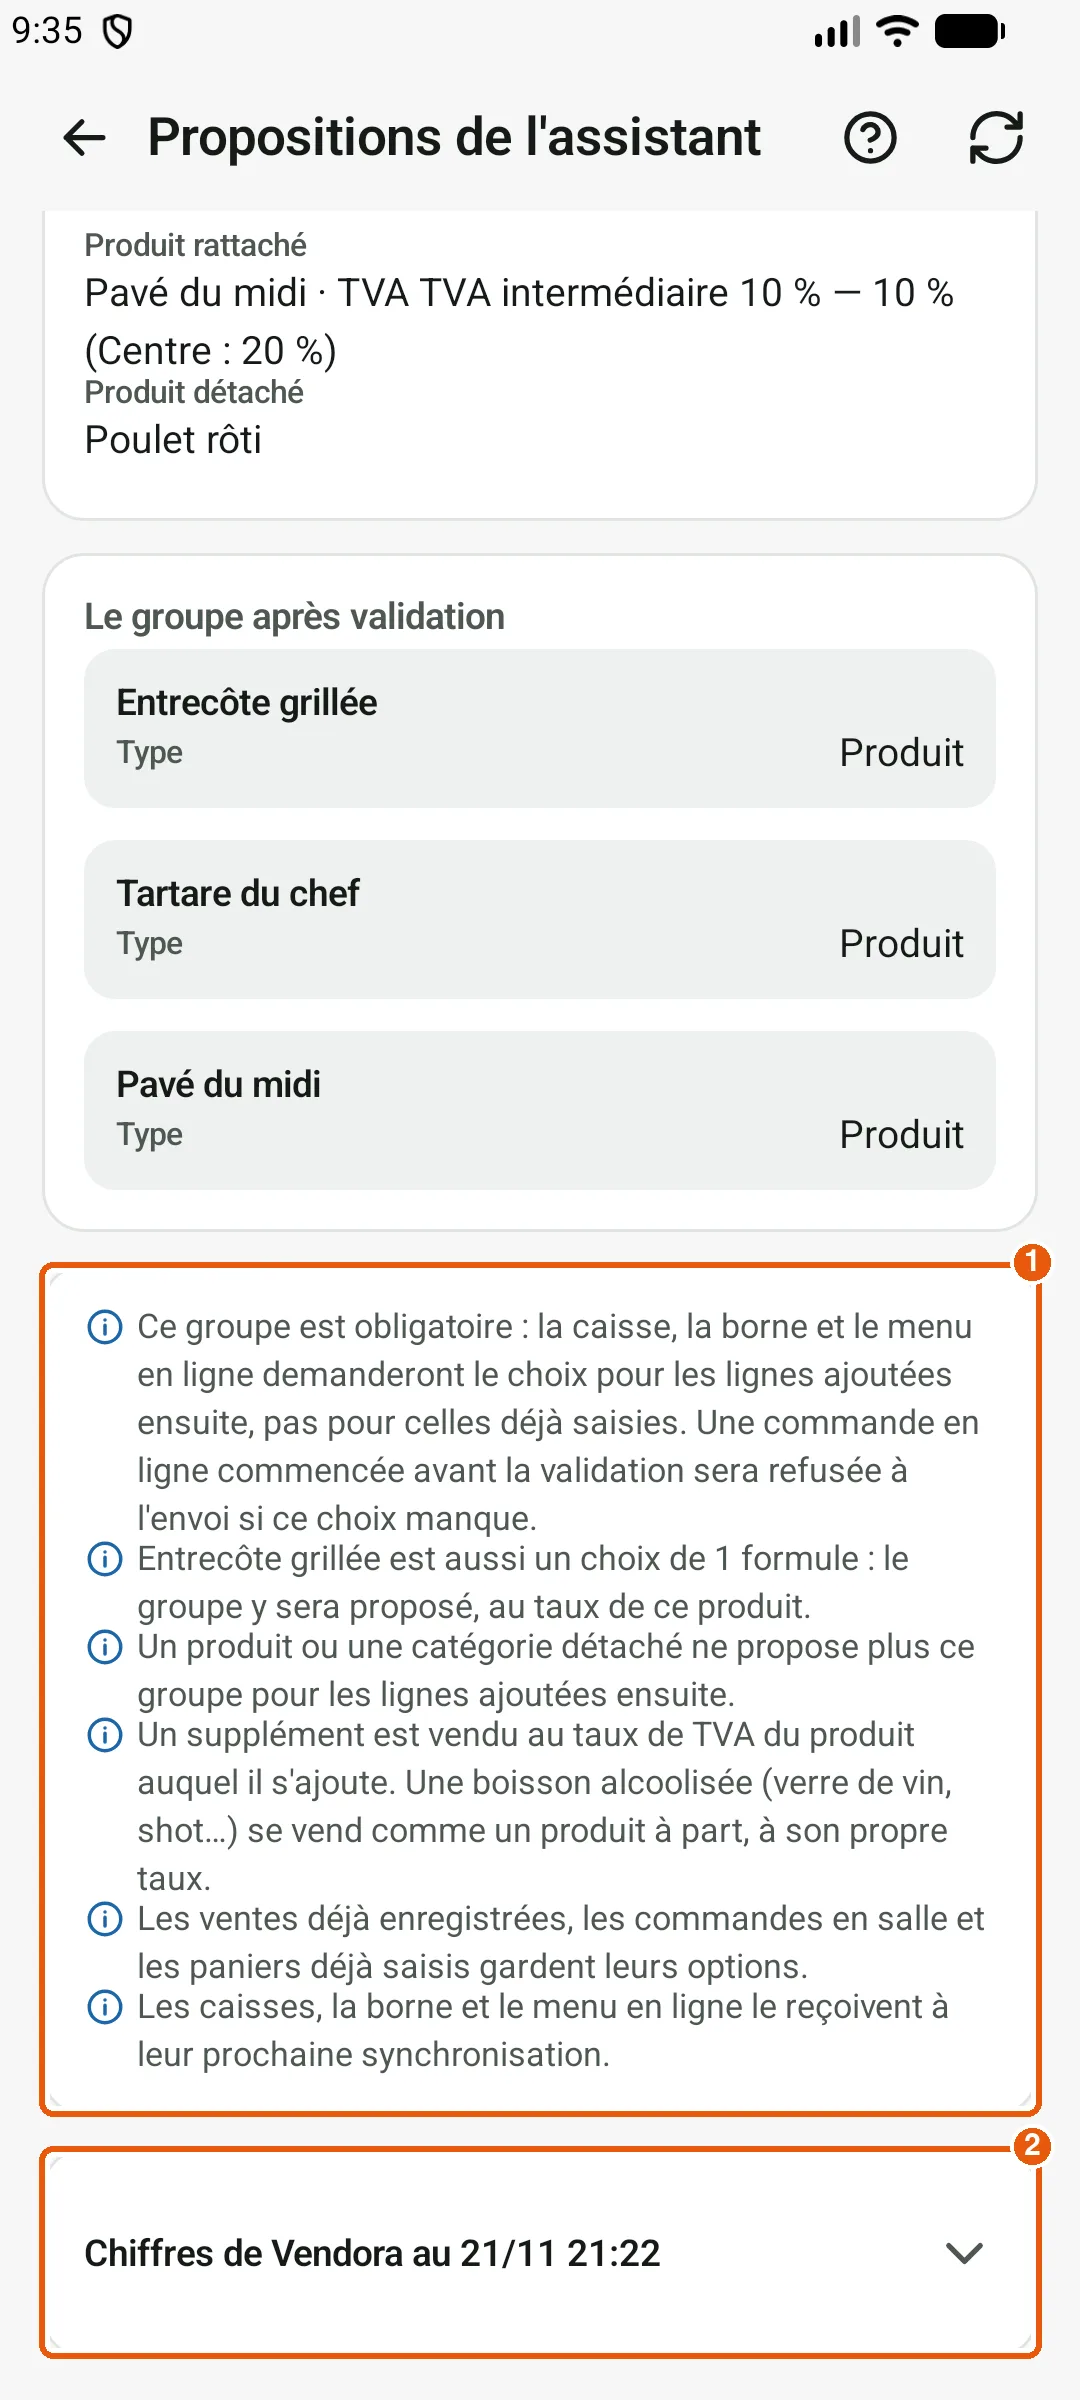 9:35
Propositions de l'assistant
Produit rattaché
Pavé du midi · TVA TVA intermédiaire 10 % — 10 %
(Centre : 20 %)
Produit détaché
Poulet rôti
Le groupe après validation
Entrecôte grillée
Type
Produit
Tartare du chef
Type
Produit
Pavé du midi
Type
Produit
1
Ce groupe est obligatoire : la caisse, la borne et le menu
en ligne demanderont le choix pour les lignes ajoutées
ensuite, pas pour celles déjà saisies. Une commande en
ligne commencée avant la validation sera refusée à
l'envoi si ce choix manque.
Entrecôte grillée est aussi un choix de 1 formule : le
groupe y sera proposé, au taux de ce produit.
Un produit ou une catégorie détaché ne propose plus ce
groupe pour les lignes ajoutées ensuite.
Un supplément est vendu au taux de TVA du produit
auquel il s'ajoute. Une boisson alcoolisée (verre de vin,
shot…) se vend comme un produit à part, à son propre
taux.
Les ventes déjà enregistrées, les commandes en salle et
les paniers déjà saisis gardent leurs options.
Les caisses, la borne et le menu en ligne le reçoivent à
leur prochaine synchronisation.
2
Chiffres de Vendora au 21/11 21:22